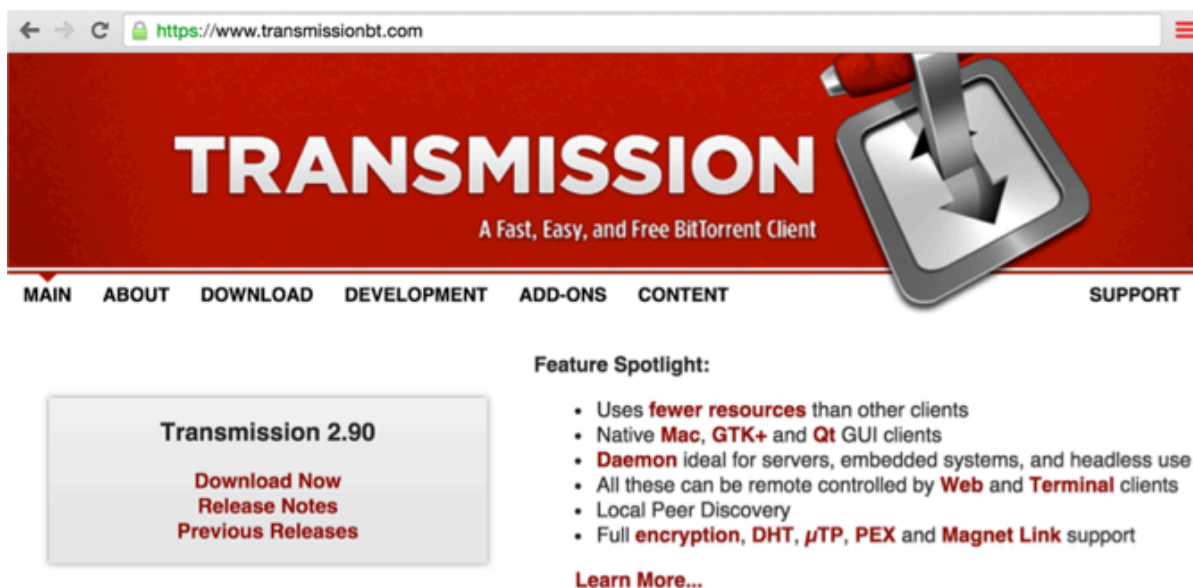 https://www.transmissionbt.com
TRANSMISSION
A Fast, Easy, and Free BitTorrent Client
MAIN ABOUT DOWNLOAD DEVELOPMENT ADD-ONS CONTENT SUPPORT
Transmission 2.90
Download Now
Release Notes
Previous Releases
Feature Spotlight:
• Uses fewer resources than other clients
• Native Mac, GTK+ and Qt GUI clients
• Daemon ideal for servers, embedded systems, and headless use
• All these can be remote controlled by Web and Terminal clients
• Local Peer Discovery
• Full encryption, DHT, µTP, PEX and Magnet Link support
Learn More...